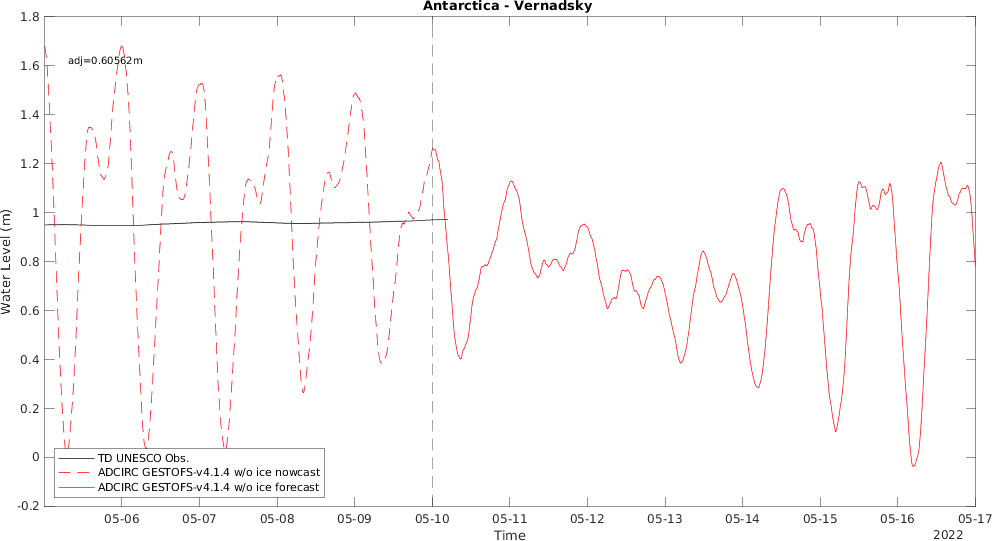 Antarctica - Vernadsky
adj=0.60562m
Water Level (m)
1.8
1.6
1.4
1.2
1
0.8
0.6
0.4
0.2
0
-0.2
TD UNESCO Obs.
ADCIRC GESTOFS-v4.1.4 w/o ice nowcast
ADCIRC GESTOFS-v4.1.4 w/o ice forecast
05-06 05-07 05-08 05-09 05-10 05-11 05-12 05-13 05-14 05-15 05-16 05-17
Time
2022